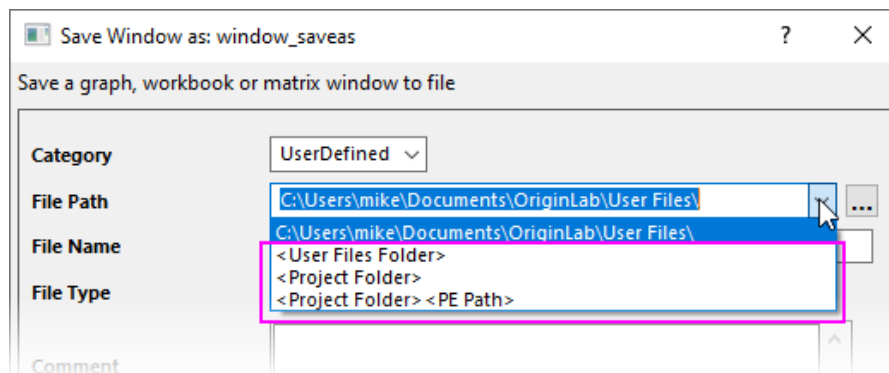 Save Window as: window_saveas
? ×
Save a graph, workbook or matrix window to file
Category
UserDefined
File Path
C:\Users\mike\Documents\OriginLab\User Files\
...
C:\Users\mike\Documents\OriginLab\User Files\
File Name
<User Files Folder>
<Project Folder>
File Type
<Project Folder><PE Path>
Comment